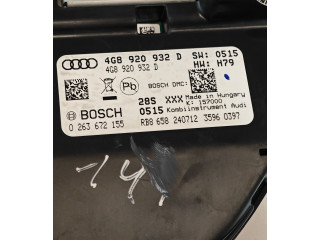 4G8 920 932 D SW: 0515
4G8 920 932 D HW: H79
Pb BOSCH DMC:
BOSCH 28S XXX Made in Hungary
K: 157000
0515 Kombiinstrument Audi
0 263 672 155 RB8 658 240712 3596 0397